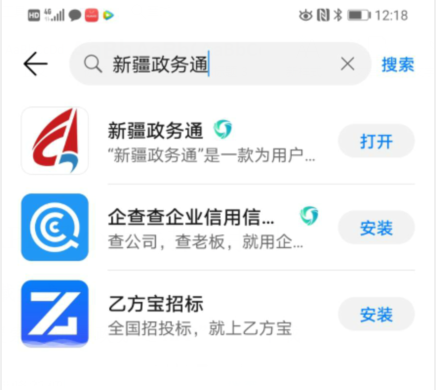 HD 4G 12:18
新疆政务通 搜索
新疆政务通 打开
“新疆政务通”是一款为用户...
企查查企业信用信... 安装
查公司，查老板，就用企...
乙方宝招标 安装
全国招投标，就上乙方宝